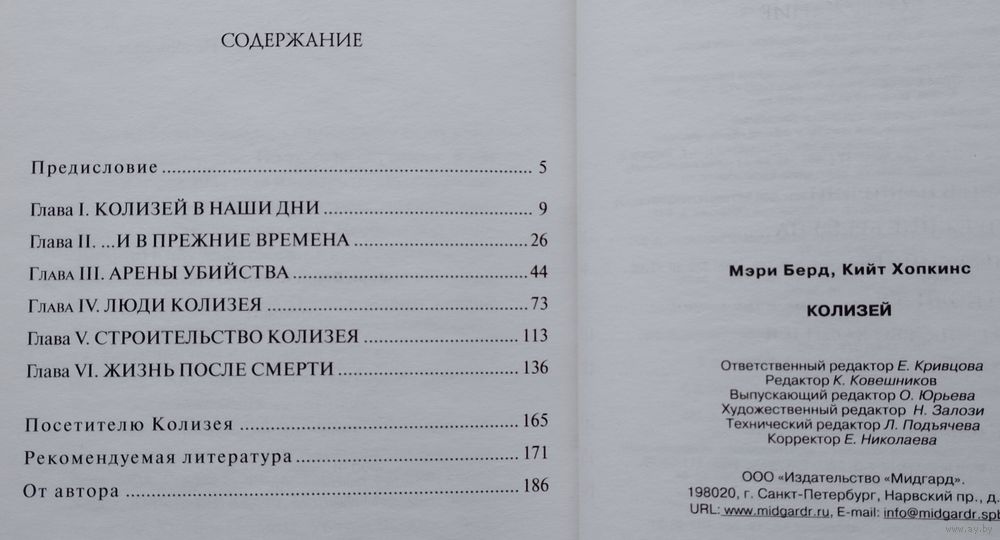 СОДЕРЖАНИЕ
Предисловие 5
Глава I. КОЛИЗЕЙ В НАШИ ДНИ 9
Глава II. ...И В ПРЕЖНИЕ ВРЕМЕНА 26
Глава III. АРЕНЫ УБИЙСТВА 44
Глава IV. ЛЮДИ КОЛИЗЕЯ 73
Глава V. СТРОИТЕЛЬСТВО КОЛИЗЕЯ 113
Глава VI. ЖИЗНЬ ПОСЛЕ СМЕРТИ 136
Посетителю Колизея 165
Рекомендуемая литература 171
От автора 186
Мэри Берд, Кийт Хопкинс
КОЛИЗЕЙ
Ответственный редактор Е. Кривцова
Редактор К. Ковешников
Выпускающий редактор О. Юрьева
Художественный редактор Н. Залози
Технический редактор Л. Подъячева
Корректор Е. Николаева
ООО «Издательство «Мидгард».
198020, г. Санкт-Петербург, Нарвский пр., д.
URL: www.midgardr.ru, E-mail: info@midgardr.spb
www.ay.by